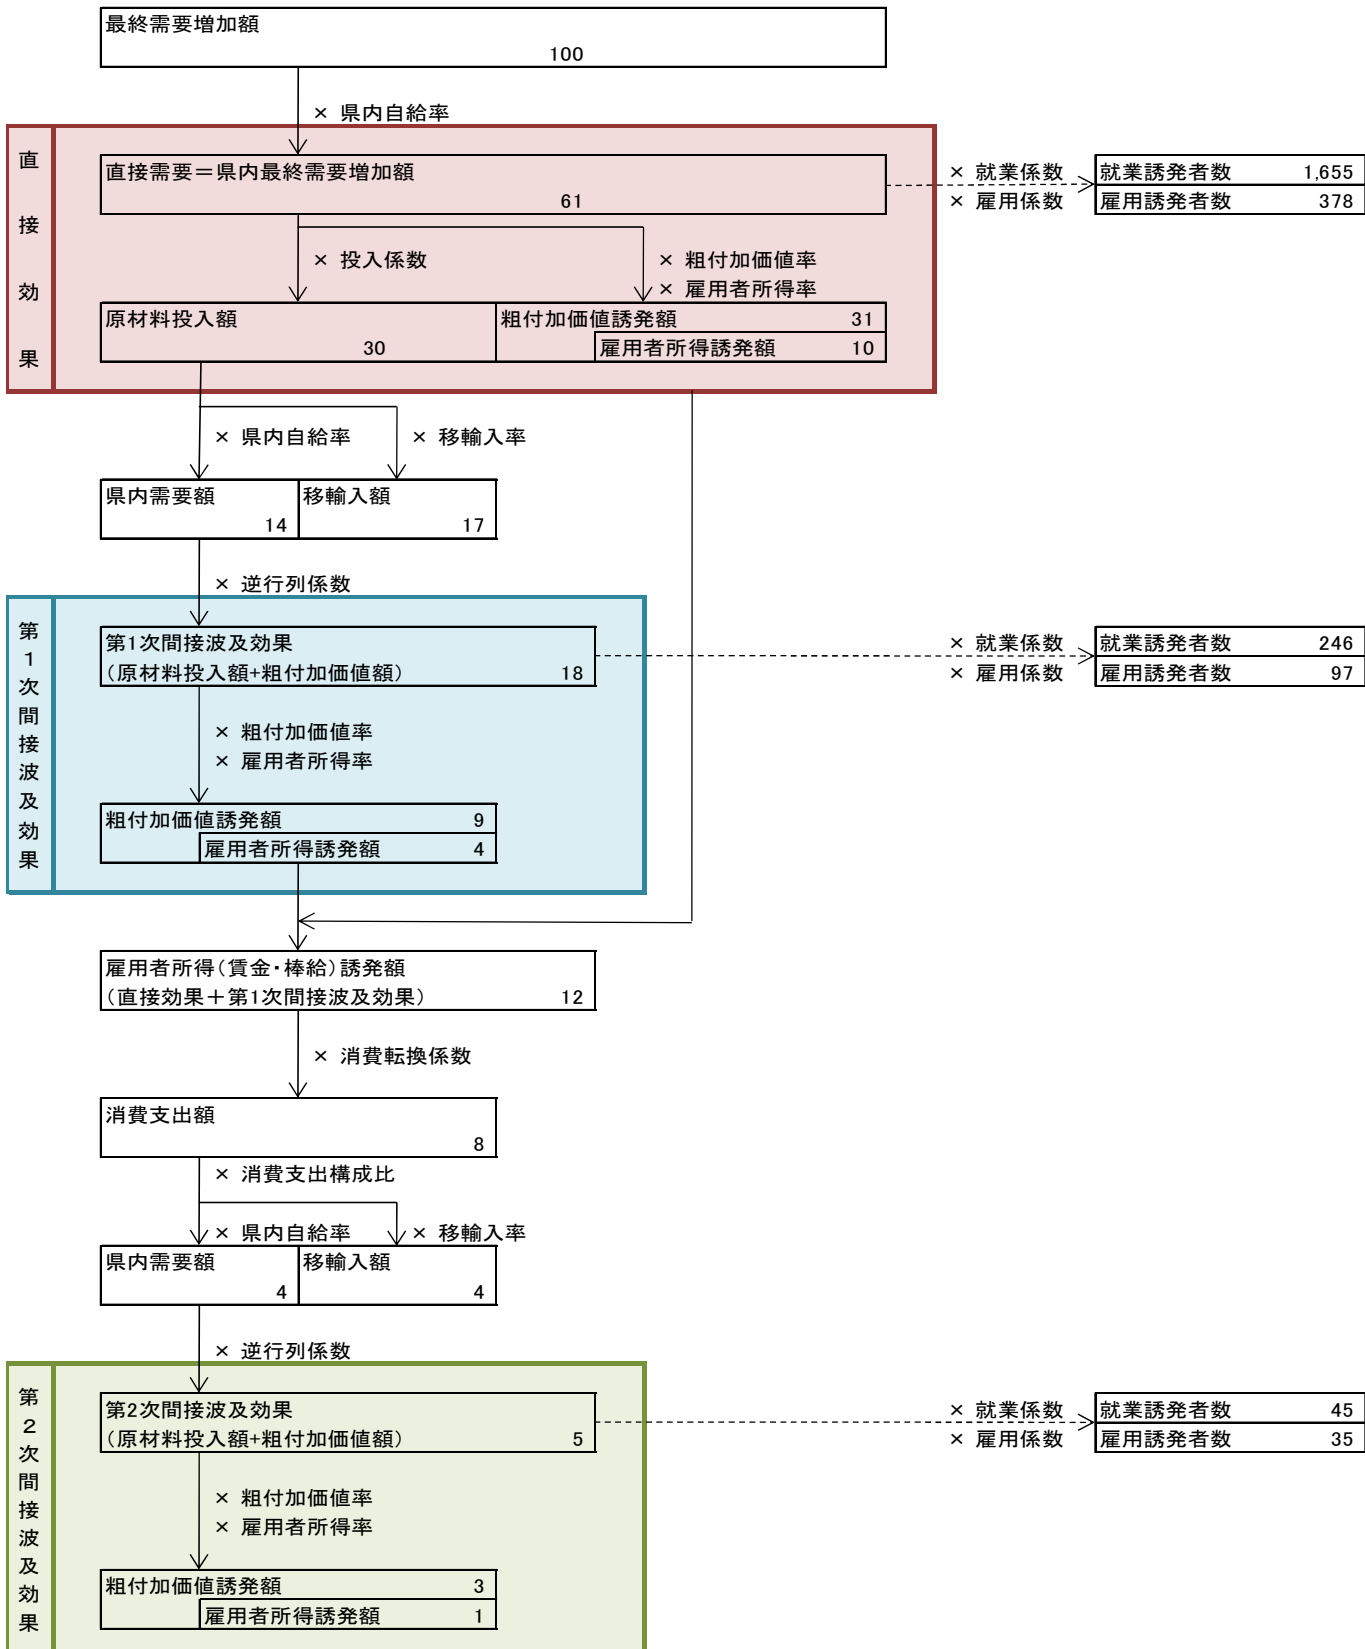 最終需要増加額
100
× 県内自給率
直接効果
直接需要＝県内最終需要増加額
61
× 就業係数
× 雇用係数
就業誘発者数 1,655
雇用誘発者数 378
× 投入係数
× 粗付加価値率
× 雇用者所得率
原材料投入額
30
粗付加価値誘発額 31
雇用者所得誘発額 10
× 県内自給率
× 移輸入率
県内需要額
14
移輸入額
17
× 逆行列係数
第1次間接波及効果
第1次間接波及効果
(原材料投入額+粗付加価値額) 18
× 就業係数
× 雇用係数
就業誘発者数 246
雇用誘発者数 97
× 粗付加価値率
× 雇用者所得率
粗付加価値誘発額 9
雇用者所得誘発額 4
雇用者所得(賃金・棒給)誘発額
(直接効果＋第1次間接波及効果) 12
× 消費転換係数
消費支出額
8
× 消費支出構成比
× 県内自給率
× 移輸入率
県内需要額
4
移輸入額
4
× 逆行列係数
第2次間接波及効果
第2次間接波及効果
(原材料投入額+粗付加価値額) 5
× 就業係数
× 雇用係数
就業誘発者数 45
雇用誘発者数 35
× 粗付加価値率
× 雇用者所得率
粗付加価値誘発額 3
雇用者所得誘発額 1